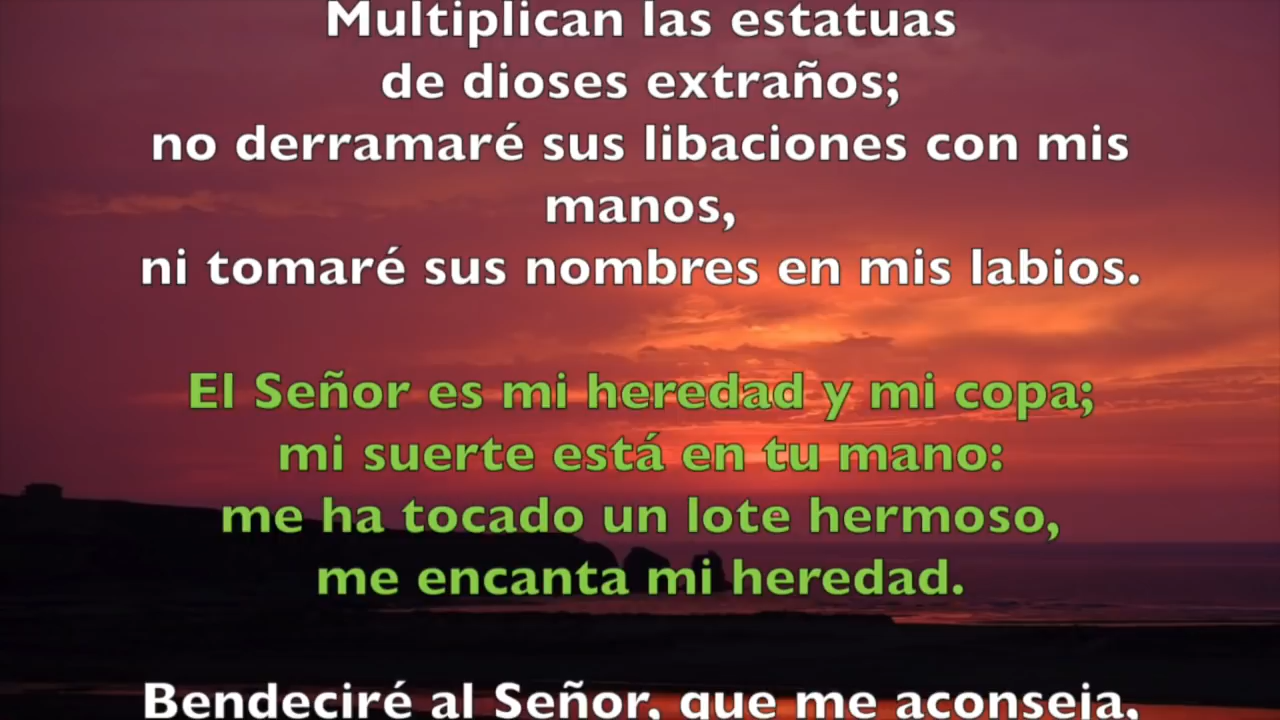 Multiplican las estatuas
de dioses extraños;
no derramaré sus libaciones con mis
manos,
ni tomaré sus nombres en mis labios.
El Señor es mi heredad y mi copa;
mi suerte está en tu mano:
me ha tocado un lote hermoso,
me encanta mi heredad.
Bendeciré al Señor, que me aconseja,